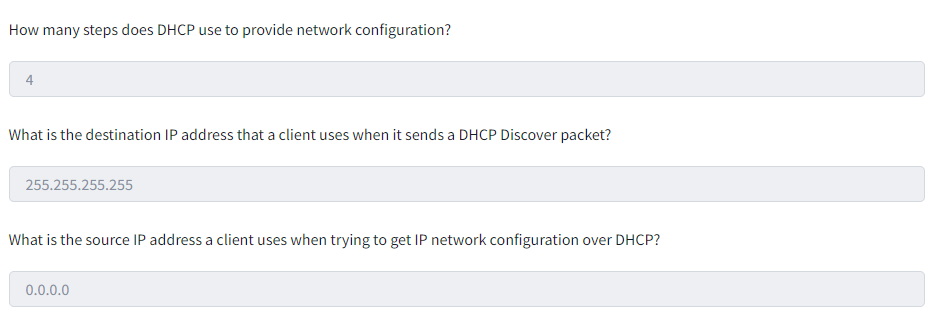 How many steps does DHCP use to provide network configuration?
4
What is the destination IP address that a client uses when it sends a DHCP Discover packet?
255.255.255.255
What is the source IP address a client uses when trying to get IP network configuration over DHCP?
0.0.0.0